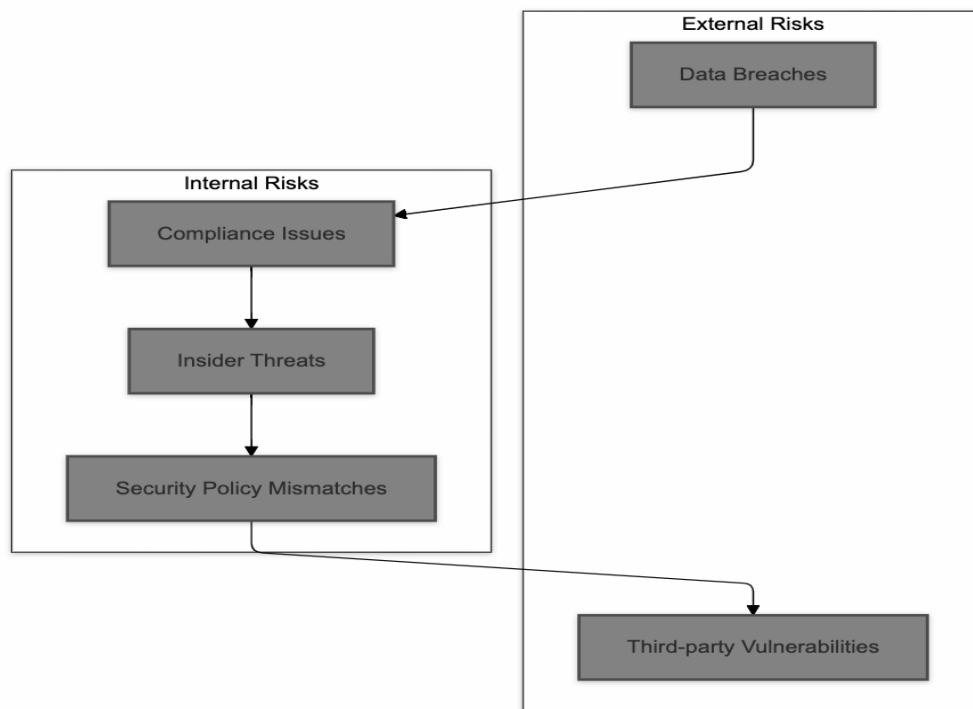 External Risks
Data Breaches
Internal Risks
Compliance Issues
Insider Threats
Security Policy Mismatches
Third-party Vulnerabilities